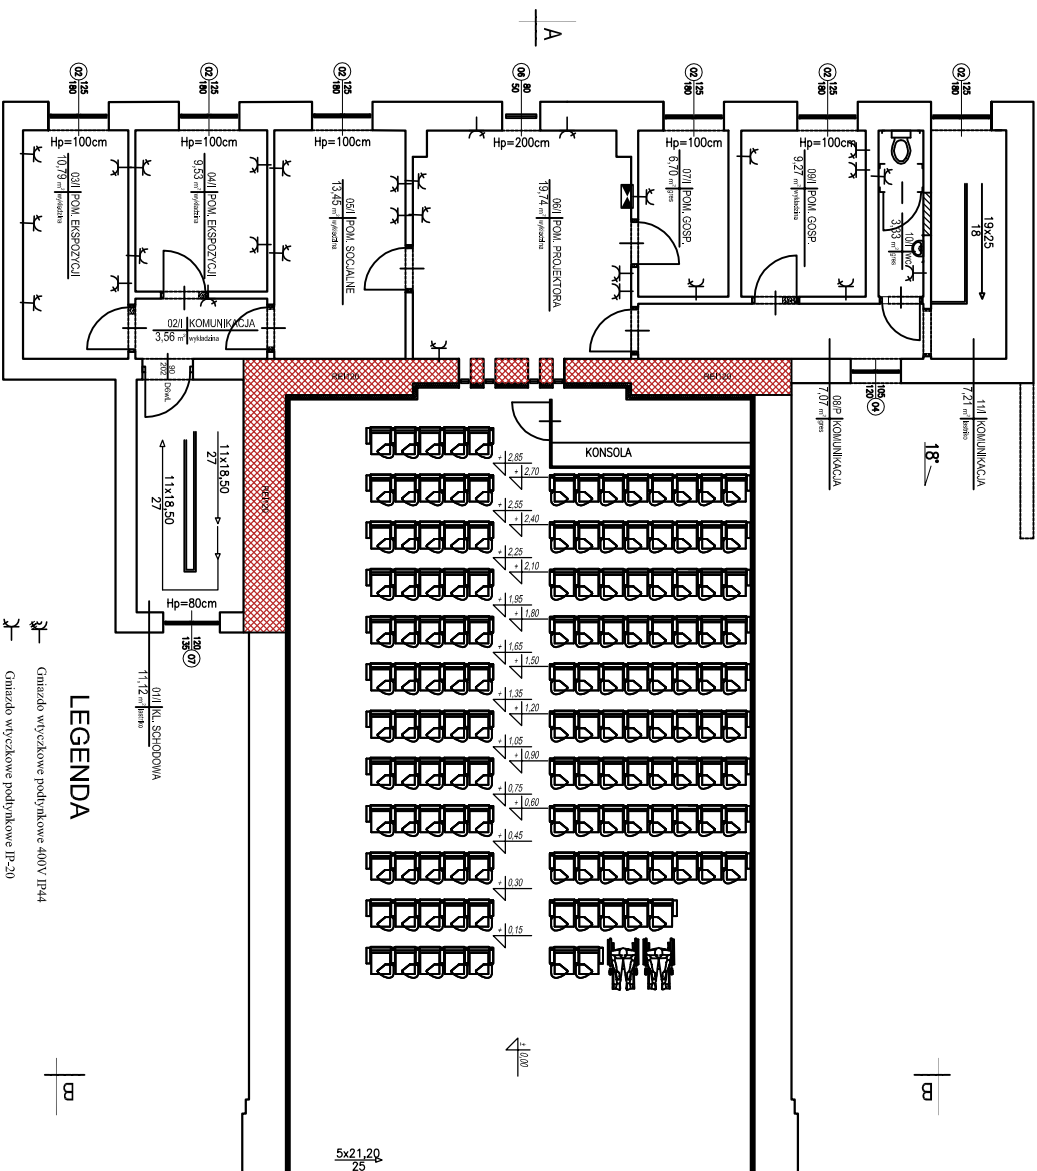 A
02 125
180
02 125
180
02 125
180
06 80
50
02 125
180
02 125
180
02 125
180
Hp=100cm
Hp=100cm
Hp=100cm
Hp=200cm
Hp=100cm
Hp=100cm
03/I POM. EKSPOZYCJI
10,79 m² wykładzina
04/I POM. EKSPOZYCJI
9,53 m² wykładzina
05/I POM. SOCJALNE
13,45 m² wykładzina
06/I POM. PROJEKTORA
19,74 m² wykładzina
07/I POM. GOSP.
6,70 m² gres
09/I POM. GOSP.
9,27 m² gres
10/I WC
3,33 m² gres
19x25
18
02/I KOMUNIKACJA
3,56 m² wykładzina
90
202 D6wL
REI120
REI120
REI120
105
120 04
08/P KOMUNIKACJA
7,07 m² gres
11/I KOMUNIKACJA
7,21 m² lastriko
18°
KONSOLA
11x18,50
27
11x18,50
27
Hp=80cm
120
135 07
01/I KL. SCHODOWA
11,12 m² lastriko
+ 2,85
+ 2,70
+ 2,55
+ 2,40
+ 2,25
+ 2,10
+ 1,95
+ 1,80
+ 1,65
+ 1,50
+ 1,35
+ 1,20
+ 1,05
+ 0,90
+ 0,75
+ 0,60
+ 0,45
+ 0,30
+ 0,15
± 0,00
LEGENDA
Gniazdo wtyczkowe podtynkowe 400V IP44
Gniazdo wtyczkowe podtynkowe IP-20
B
B
5x21,20
25